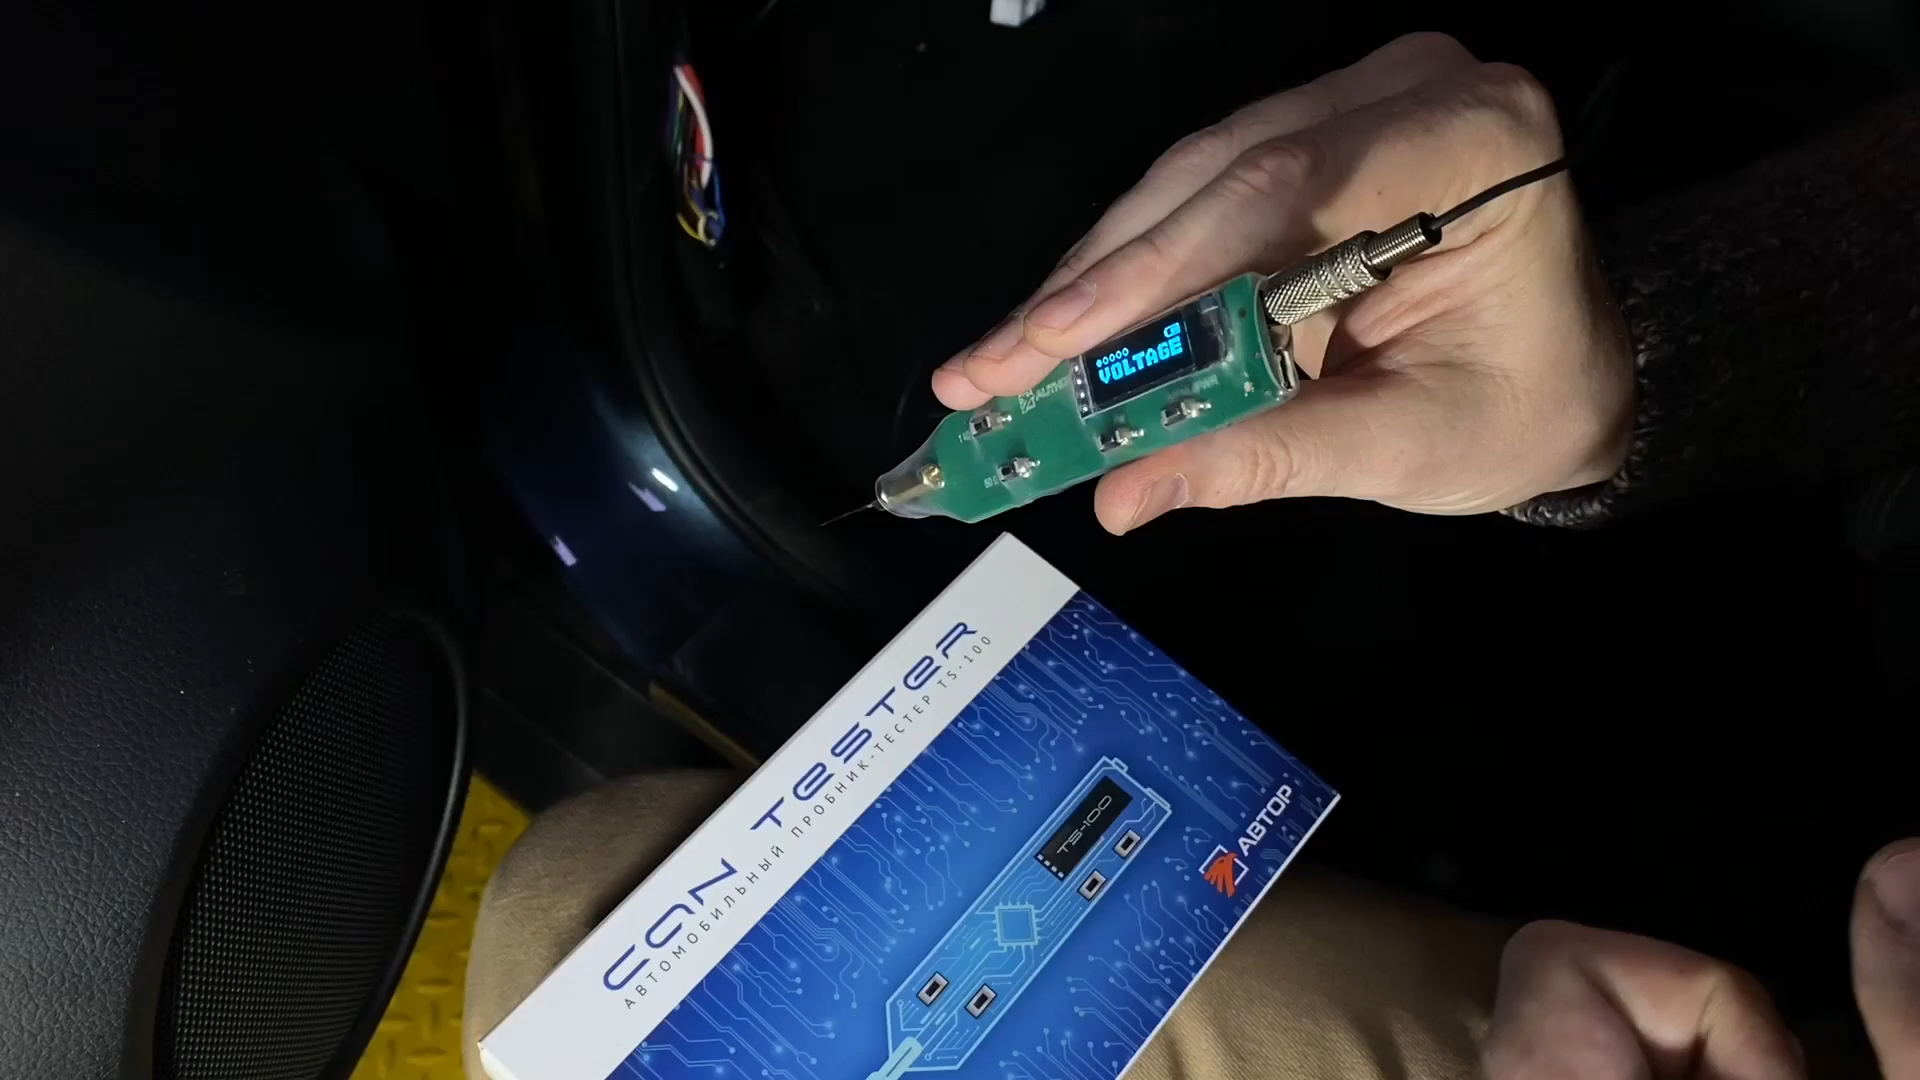 VOLTAGE
CAN TESTER
АВТОМОБИЛЬНЫЙ ПРОБНИК-ТЕСТЕР TS-100
TS-100
АВТОР